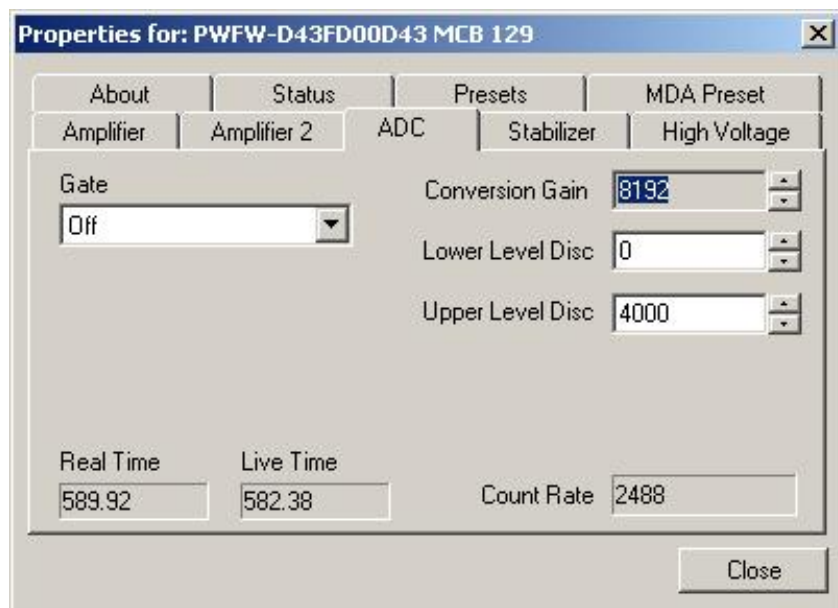 Properties for: PWFW-D43FD00D43 MCB 129
About Status Presets MDA Preset
Amplifier Amplifier 2 ADC Stabilizer High Voltage
Gate
Off
Conversion Gain 8192
Lower Level Disc 0
Upper Level Disc 4000
Real Time Live Time
589.92 582.38 Count Rate 2488
Close